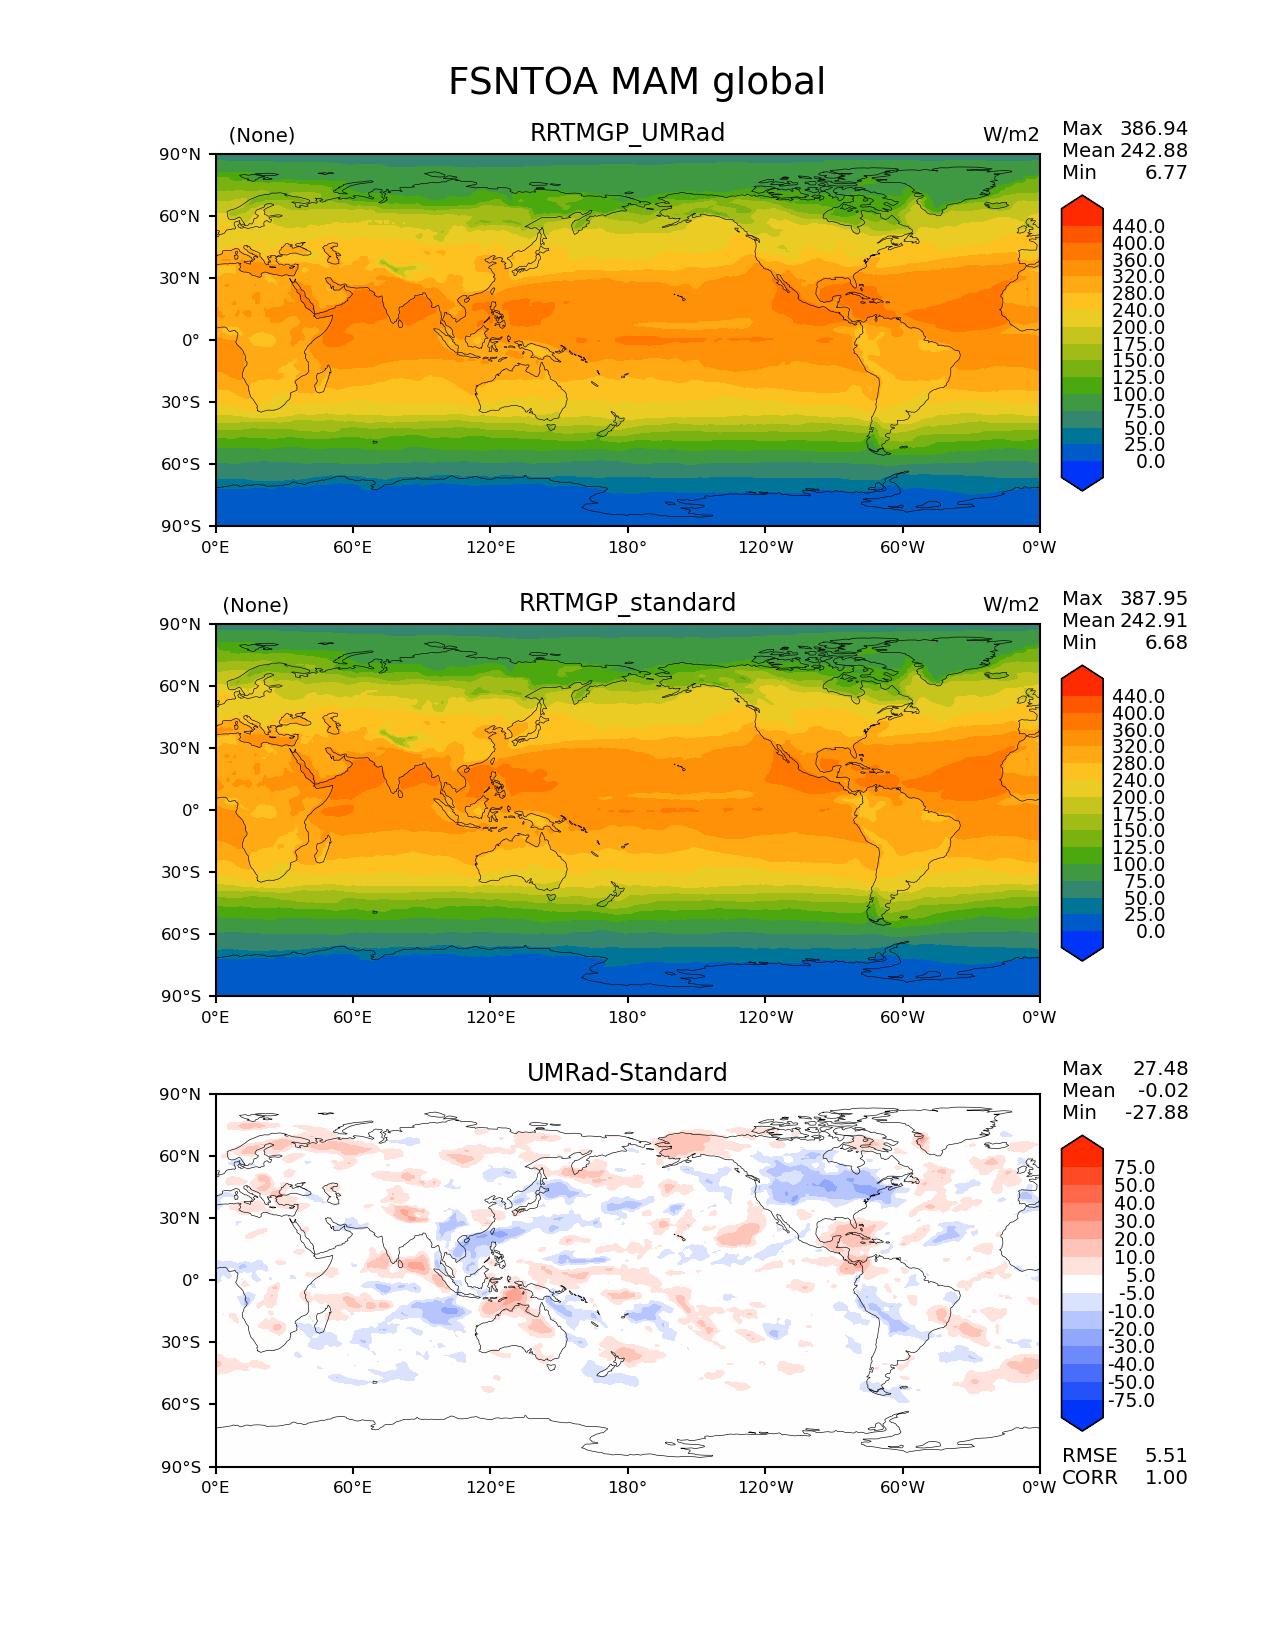 FSNTOA MAM global
(None) RRTMGP_UMRad W/m2
Max 386.94
Mean 242.88
Min 6.77
90°N
60°N
30°N
0°
30°S
60°S
90°S
0°E 60°E 120°E 180° 120°W 60°W 0°W
440.0
400.0
360.0
320.0
280.0
240.0
200.0
175.0
150.0
125.0
100.0
75.0
50.0
25.0
0.0
(None) RRTMGP_standard W/m2
Max 387.95
Mean 242.91
Min 6.68
90°N
60°N
30°N
0°
30°S
60°S
90°S
0°E 60°E 120°E 180° 120°W 60°W 0°W
440.0
400.0
360.0
320.0
280.0
240.0
200.0
175.0
150.0
125.0
100.0
75.0
50.0
25.0
0.0
UMRad-Standard
Max 27.48
Mean -0.02
Min -27.88
90°N
60°N
30°N
0°
30°S
60°S
90°S
0°E 60°E 120°E 180° 120°W 60°W 0°W
75.0
50.0
40.0
30.0
20.0
10.0
5.0
-5.0
-10.0
-20.0
-30.0
-40.0
-50.0
-75.0
RMSE 5.51
CORR 1.00